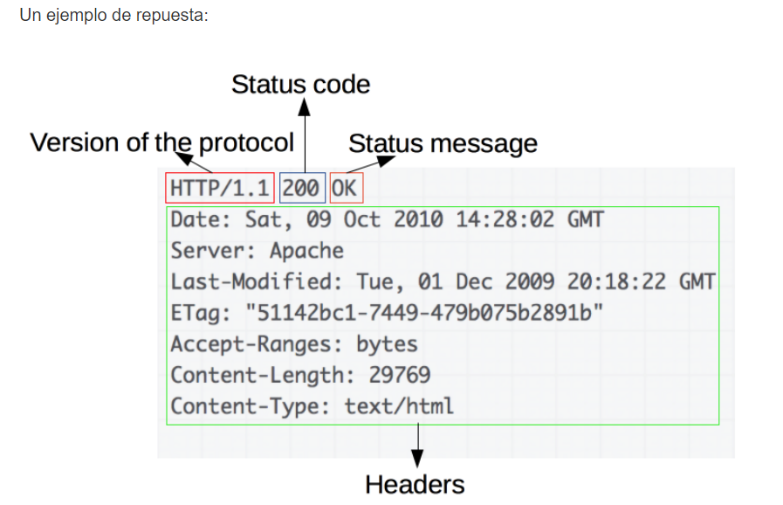 Un ejemplo de repuesta:
Status code
Version of the protocol
Status message
HTTP/1.1 200 OK
Date: Sat, 09 Oct 2010 14:28:02 GMT
Server: Apache
Last-Modified: Tue, 01 Dec 2009 20:18:22 GMT
ETag: "51142bc1-7449-479b075b2891b"
Accept-Ranges: bytes
Content-Length: 29769
Content-Type: text/html
Headers